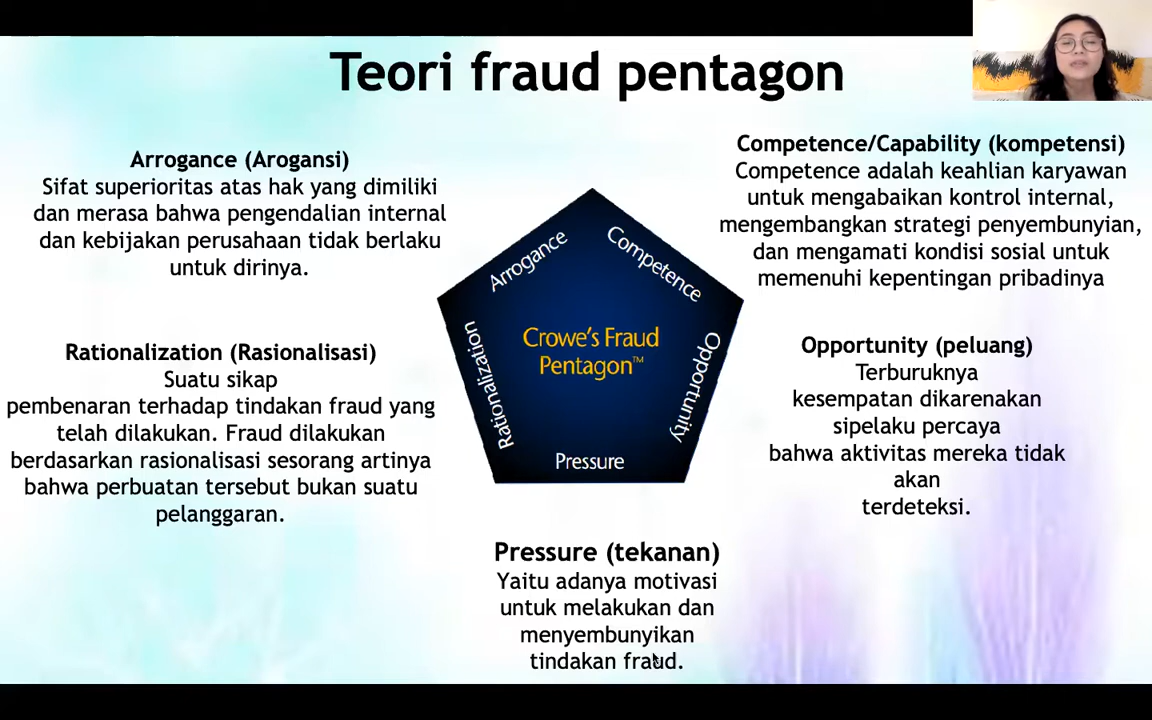 Teori fraud pentagon
Arrogance (Arogansi)
Sifat superioritas atas hak yang dimiliki
dan merasa bahwa pengendalian internal
dan kebijakan perusahaan tidak berlaku
untuk dirinya.
Competence/Capability (kompetensi)
Competence adalah keahlian karyawan
untuk mengabaikan kontrol internal,
mengembangkan strategi penyembunyian,
dan mengamati kondisi sosial untuk
memenuhi kepentingan pribadinya
Arrogance
Competence
Rationalization
Crowe's Fraud
Pentagon™
Opportunity
Pressure
Rationalization (Rasionalisasi)
Suatu sikap
pembenaran terhadap tindakan fraud yang
telah dilakukan. Fraud dilakukan
berdasarkan rasionalisasi sesorang artinya
bahwa perbuatan tersebut bukan suatu
pelanggaran.
Opportunity (peluang)
Terburuknya
kesempatan dikarenakan
sipelaku percaya
bahwa aktivitas mereka tidak
akan
terdeteksi.
Pressure (tekanan)
Yaitu adanya motivasi
untuk melakukan dan
menyembunyikan
tindakan fraud.